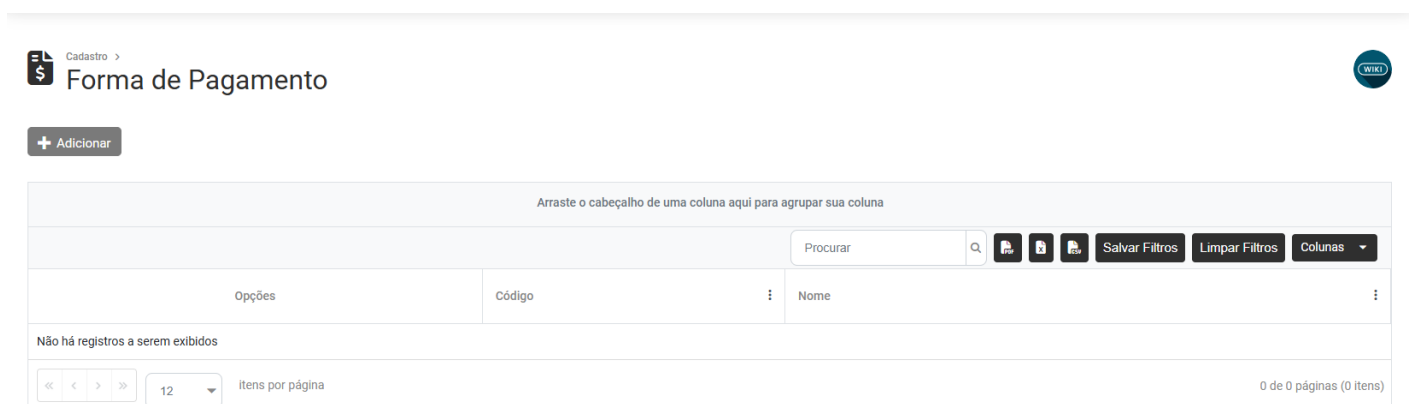 Cadastro >
Forma de Pagamento
WIKI
Adicionar
Arraste o cabeçalho de uma coluna aqui para agrupar sua coluna
Procurar PDF X CSV Salvar Filtros Limpar Filtros Colunas
Opções Código Nome
Não há registros a serem exibidos
12 itens por página 0 de 0 páginas (0 itens)